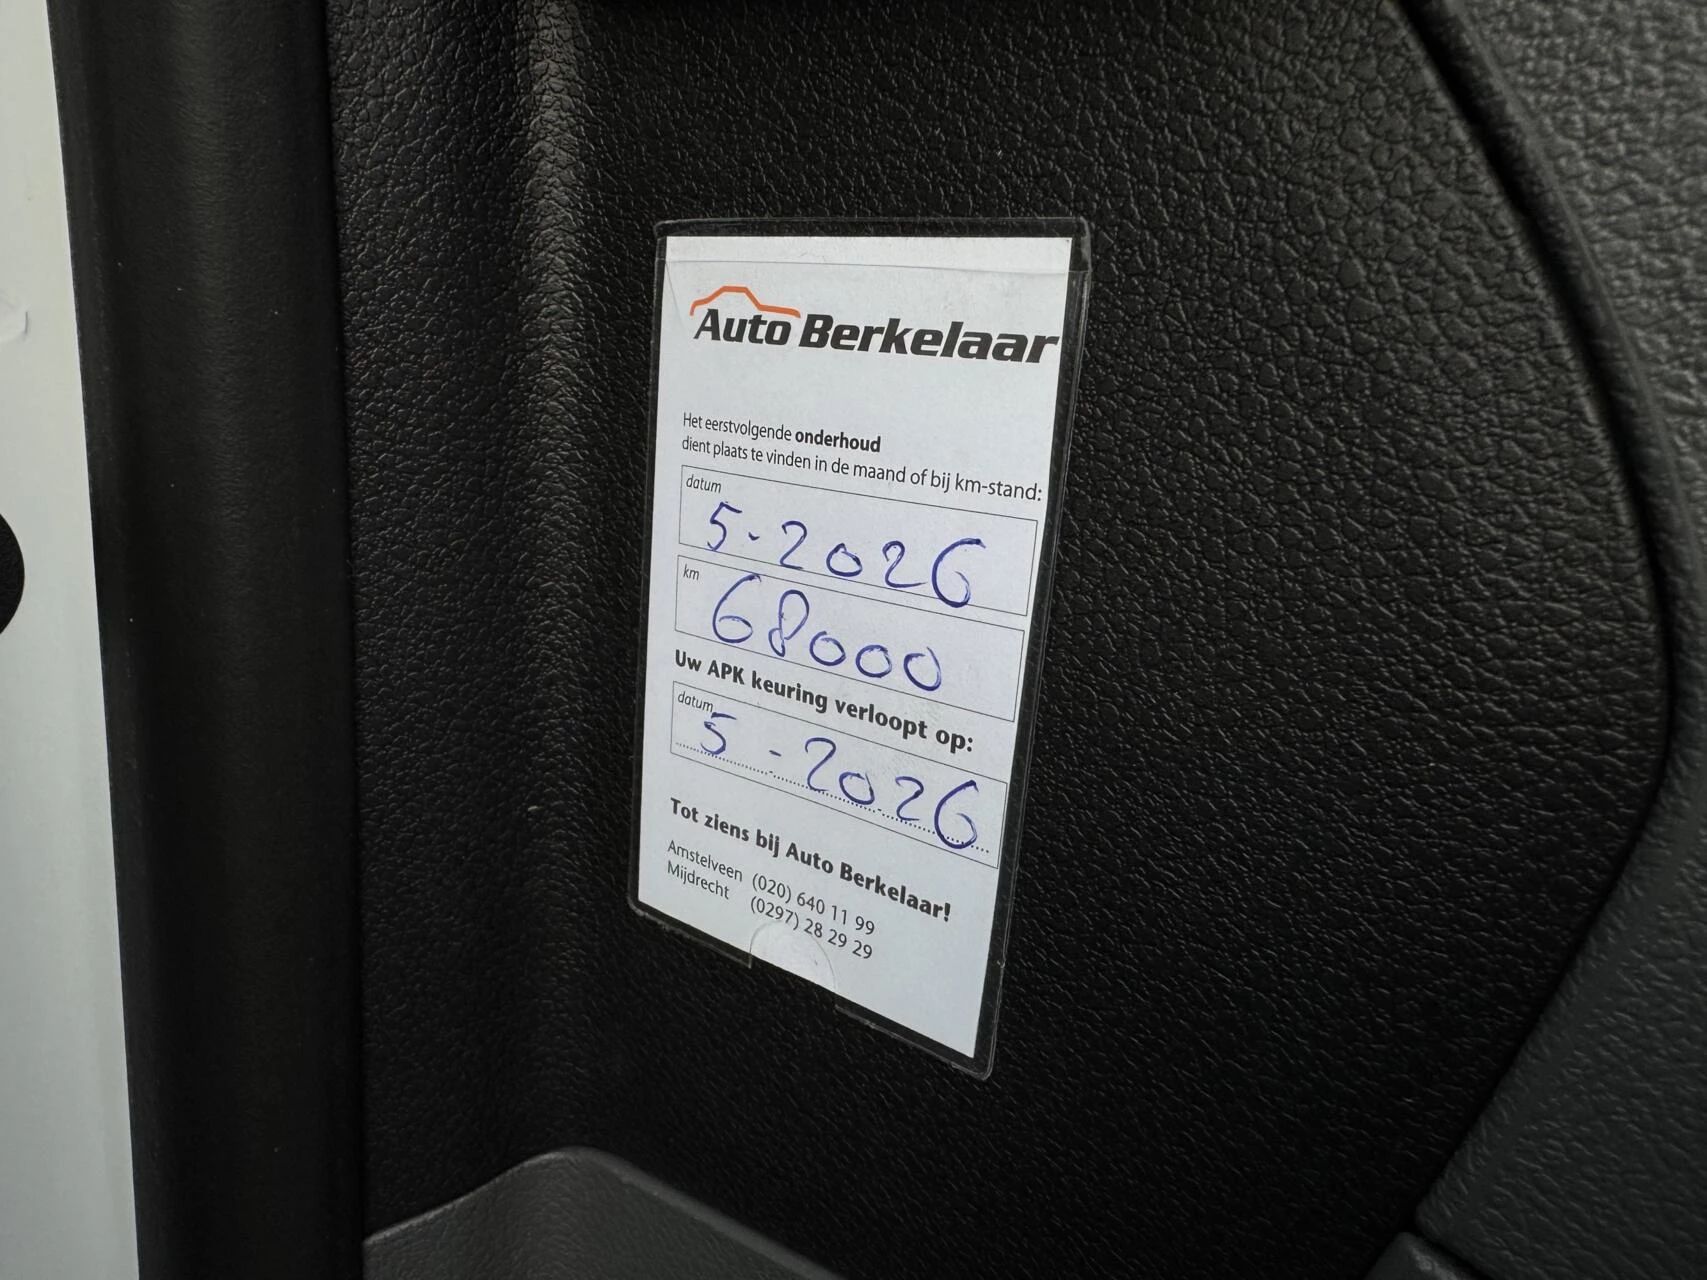 Auto Berkelaar
Het eerstvolgende onderhoud
dient plaats te vinden in de maand of bij km-stand:
datum
5-2026
km
68000
Uw APK keuring verloopt op:
datum
5-2026
Tot ziens bij Auto Berkelaar!
Amstelveen (020) 640 11 99
Mijdrecht (0297) 28 29 29